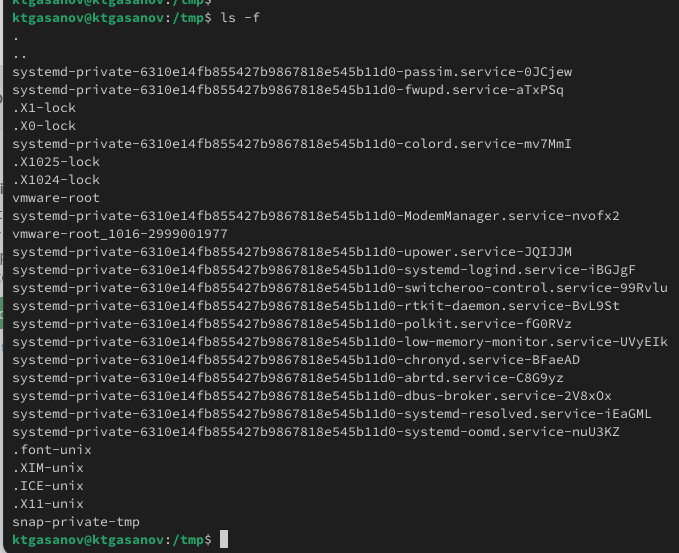 ktgasanov@ktgasanov:/tmp$
ktgasanov@ktgasanov:/tmp$ ls -f
.
..
systemd-private-6310e14fb855427b9867818e545b11d0-passim.service-0JCjew
systemd-private-6310e14fb855427b9867818e545b11d0-fwupd.service-aTxPSq
.X1-lock
.X0-lock
systemd-private-6310e14fb855427b9867818e545b11d0-colord.service-mv7MmI
.X1025-lock
.X1024-lock
vmware-root
systemd-private-6310e14fb855427b9867818e545b11d0-ModemManager.service-nvofx2
vmware-root_1016-2999001977
systemd-private-6310e14fb855427b9867818e545b11d0-upower.service-JQIJJM
systemd-private-6310e14fb855427b9867818e545b11d0-systemd-logind.service-iBGJgF
systemd-private-6310e14fb855427b9867818e545b11d0-switcheroo-control.service-99Rvlu
systemd-private-6310e14fb855427b9867818e545b11d0-rtkit-daemon.service-BvL9St
systemd-private-6310e14fb855427b9867818e545b11d0-polkit.service-fG0RVz
systemd-private-6310e14fb855427b9867818e545b11d0-low-memory-monitor.service-UVyEIk
systemd-private-6310e14fb855427b9867818e545b11d0-chronyd.service-BFaeAD
systemd-private-6310e14fb855427b9867818e545b11d0-abrtd.service-C8G9yz
systemd-private-6310e14fb855427b9867818e545b11d0-dbus-broker.service-2V8xOx
systemd-private-6310e14fb855427b9867818e545b11d0-systemd-resolved.service-iEaGML
systemd-private-6310e14fb855427b9867818e545b11d0-systemd-oomd.service-nuU3KZ
.font-unix
.XIM-unix
.ICE-unix
.X11-unix
snap-private-tmp
ktgasanov@ktgasanov:/tmp$